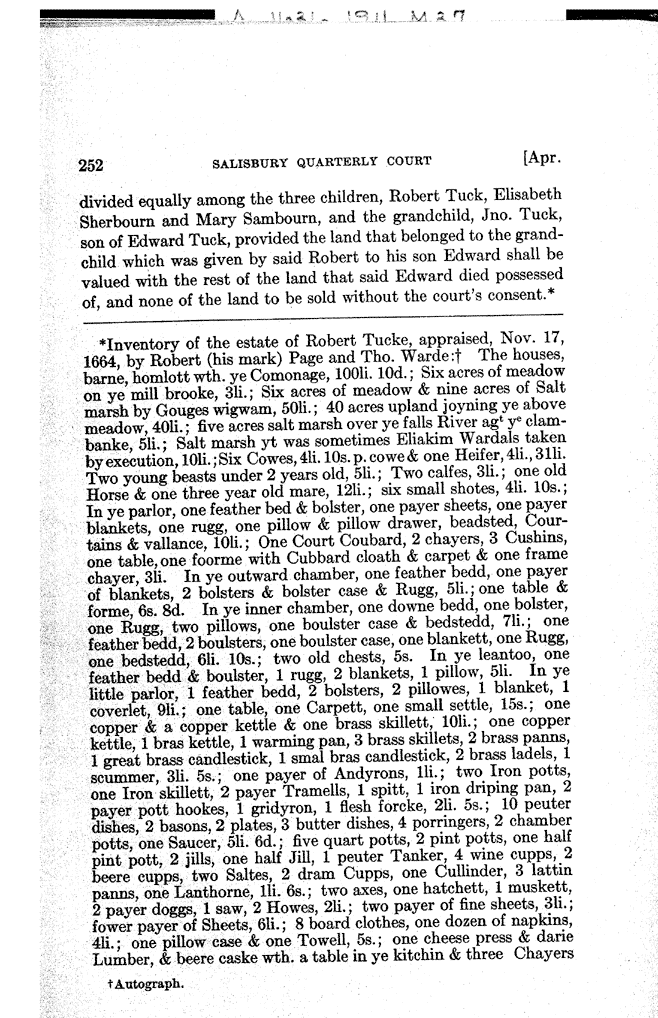 A 11821- 1911 M 27
252 SALISBURY QUARTERLY COURT [Apr.
divided equally among the three children, Robert Tuck, Elisabeth
Sherbourn and Mary Sambourn, and the grandchild, Jno. Tuck,
son of Edward Tuck, provided the land that belonged to the grand-
child which was given by said Robert to his son Edward shall be
valued with the rest of the land that said Edward died possessed
of, and none of the land to be sold without the court's consent.*
*Inventory of the estate of Robert Tucke, appraised, Nov. 17,
1664, by Robert (his mark) Page and Tho. Warde:† The houses,
barne, homlott wth. ye Comonage, 100li. 10d.; Six acres of meadow
on ye mill brooke, 3li.; Six acres of meadow & nine acres of Salt
marsh by Gouges wigwam, 50li.; 40 acres upland joyning ye above
meadow, 40li.; five acres salt marsh over ye falls River agᵗ yᵉ clam-
banke, 5li.; Salt marsh yt was sometimes Eliakim Wardals taken
by execution, 10li.; Six Cowes, 4li. 10s. p. cowe & one Heifer, 4li., 31li.
Two young beasts under 2 years old, 5li.; Two calfes, 3li.; one old
Horse & one three year old mare, 12li.; six small shotes, 4li. 10s.;
In ye parlor, one feather bed & bolster, one payer sheets, one payer
blankets, one rugg, one pillow & pillow drawer, beadsted, Cour-
tains & vallance, 10li.; One Court Coubard, 2 chayers, 3 Cushins,
one table, one foorme with Cubbard cloath & carpet & one frame
chayer, 3li. In ye outward chamber, one feather bedd, one payer
of blankets, 2 bolsters & bolster case & Rugg, 5li.; one table &
forme, 6s. 8d. In ye inner chamber, one downe bedd, one bolster,
one Rugg, two pillows, one boulster case & bedstedd, 7li.; one
feather bedd, 2 boulsters, one boulster case, one blankett, one Rugg,
one bedstedd, 6li. 10s.; two old chests, 5s. In ye leantoo, one
feather bedd & boulster, 1 rugg, 2 blankets, 1 pillow, 5li. In ye
little parlor, 1 feather bedd, 2 bolsters, 2 pillowes, 1 blanket, 1
coverlet, 9li.; one table, one Carpett, one small settle, 15s.; one
copper & a copper kettle & one brass skillett, 10li.; one copper
kettle, 1 bras kettle, 1 warming pan, 3 brass skillets, 2 brass panns,
1 great brass candlestick, 1 smal bras candlestick, 2 brass ladels, 1
scummer, 3li. 5s.; one payer of Andyrons, 1li.; two Iron potts,
one Iron skillett, 2 payer Tramells, 1 spitt, 1 iron driping pan, 2
payer pott hookes, 1 gridyron, 1 flesh forcke, 2li. 5s.; 10 peuter
dishes, 2 basons, 2 plates, 3 butter dishes, 4 porringers, 2 chamber
potts, one Saucer, 5li. 6d.; five quart potts, 2 pint potts, one half
pint pott, 2 jills, one half Jill, 1 peuter Tanker, 4 wine cupps, 2
beere cupps, two Saltes, 2 dram Cupps, one Cullinder, 3 lattin
panns, one Lanthorne, 1li. 6s.; two axes, one hatchett, 1 muskett,
2 payer doggs, 1 saw, 2 Howes, 2li.; two payer of fine sheets, 3li.;
fower payer of Sheets, 6li.; 8 board clothes, one dozen of napkins,
4li.; one pillow case & one Towell, 5s.; one cheese press & darie
Lumber, & beere caske wth. a table in ye kitchin & three Chayers
†Autograph.